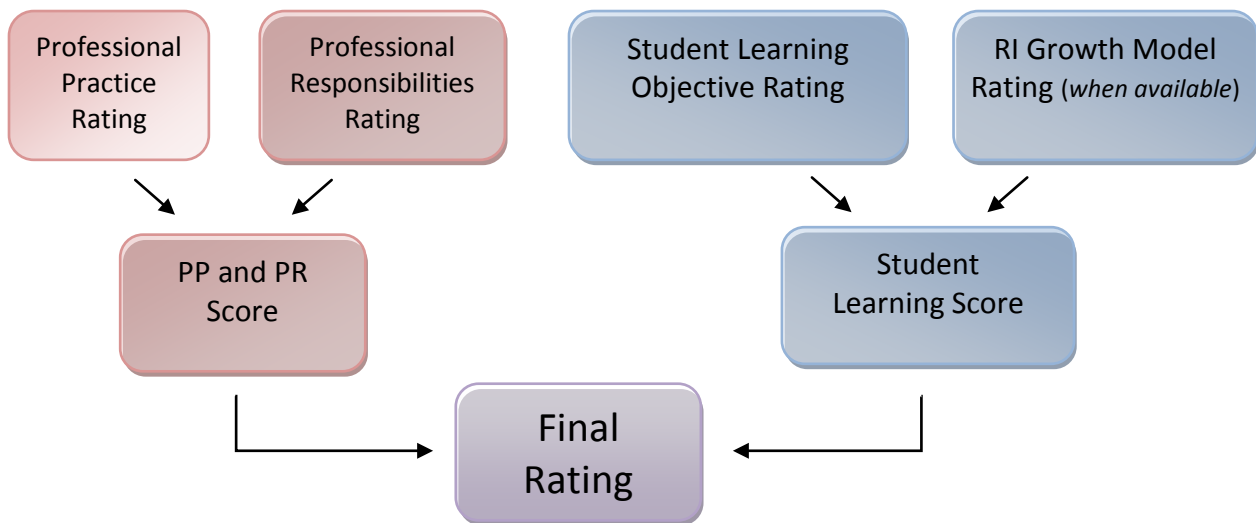 Professional
Practice
Rating
Professional
Responsibilities
Rating
Student Learning
Objective Rating
RI Growth Model
Rating (when available)
PP and PR
Score
Student
Learning Score
Final
Rating